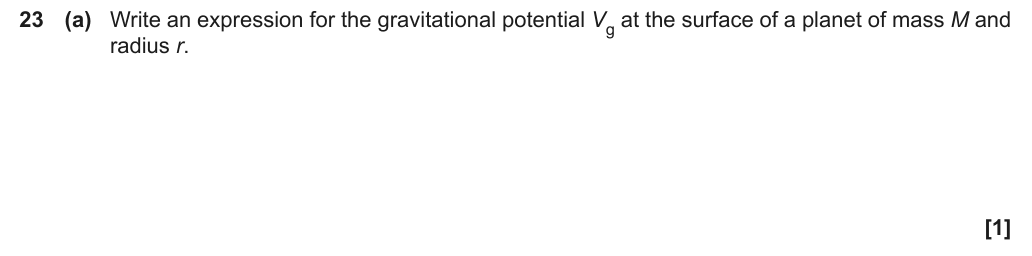 23 (a) Write an expression for the gravitational potential Vg at the surface of a planet of mass M and
radius r.
[1]